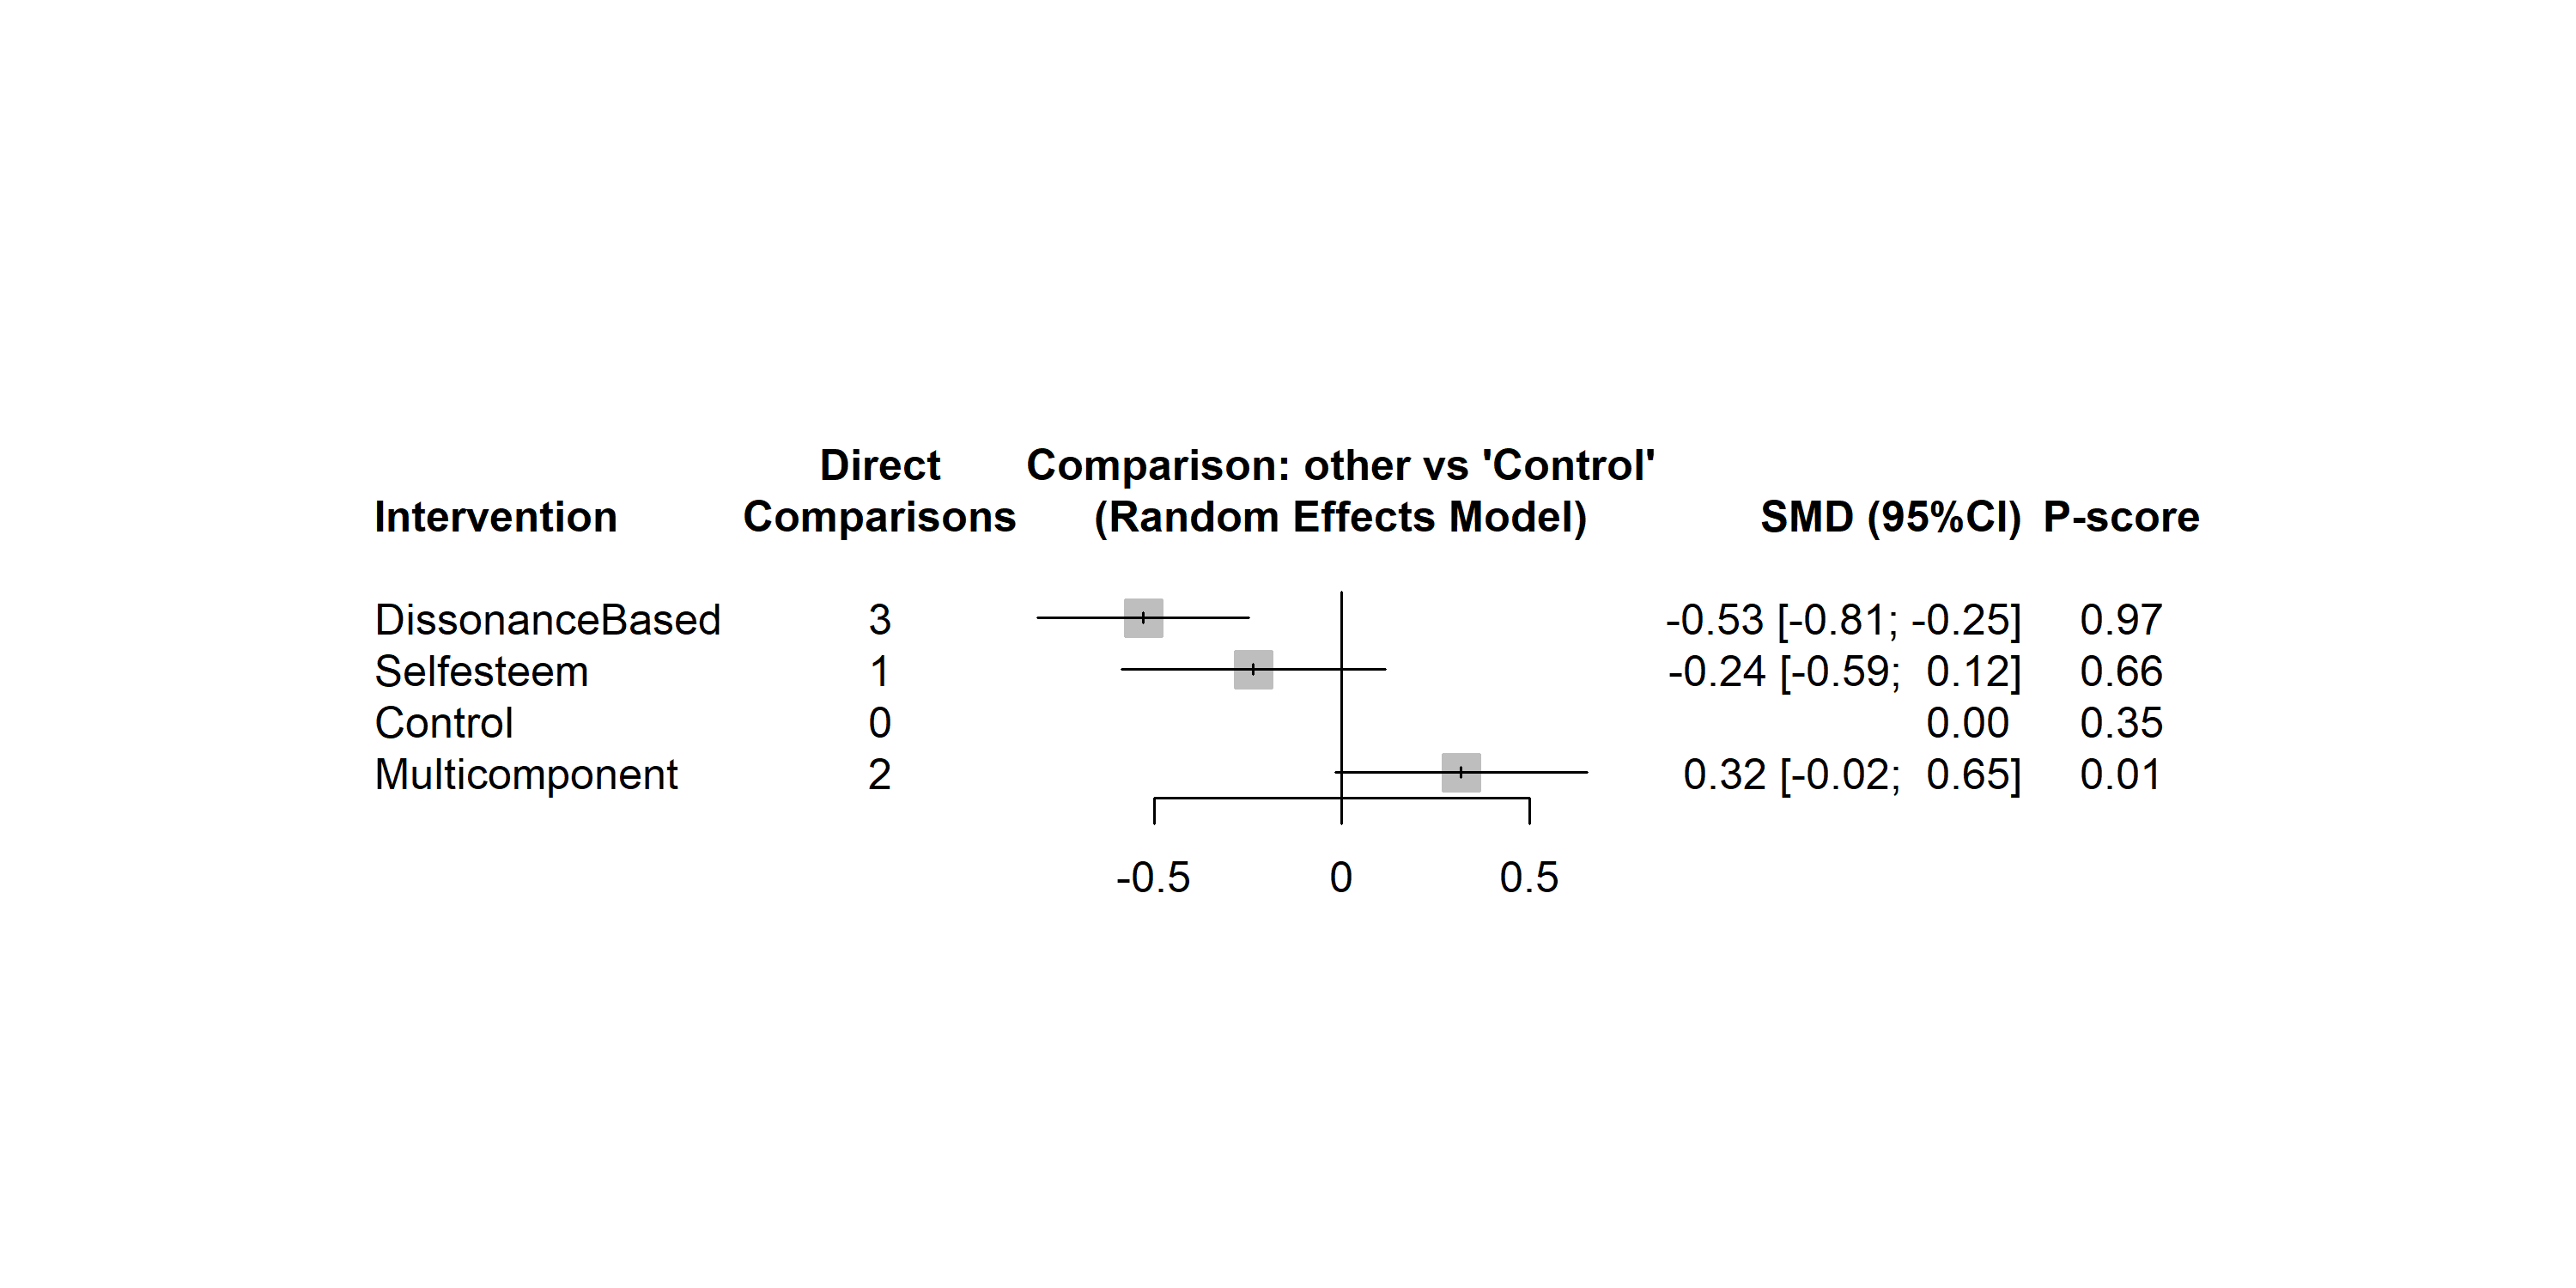 Direct Comparison: other vs 'Control'
Intervention Comparisons (Random Effects Model) SMD (95%CI) P-score
DissonanceBased 3 -0.53 [-0.81; -0.25] 0.97
Selfesteem 1 -0.24 [-0.59; 0.12] 0.66
Control 0 0.00 0.35
Multicomponent 2 0.32 [-0.02; 0.65] 0.01
-0.5 0 0.5